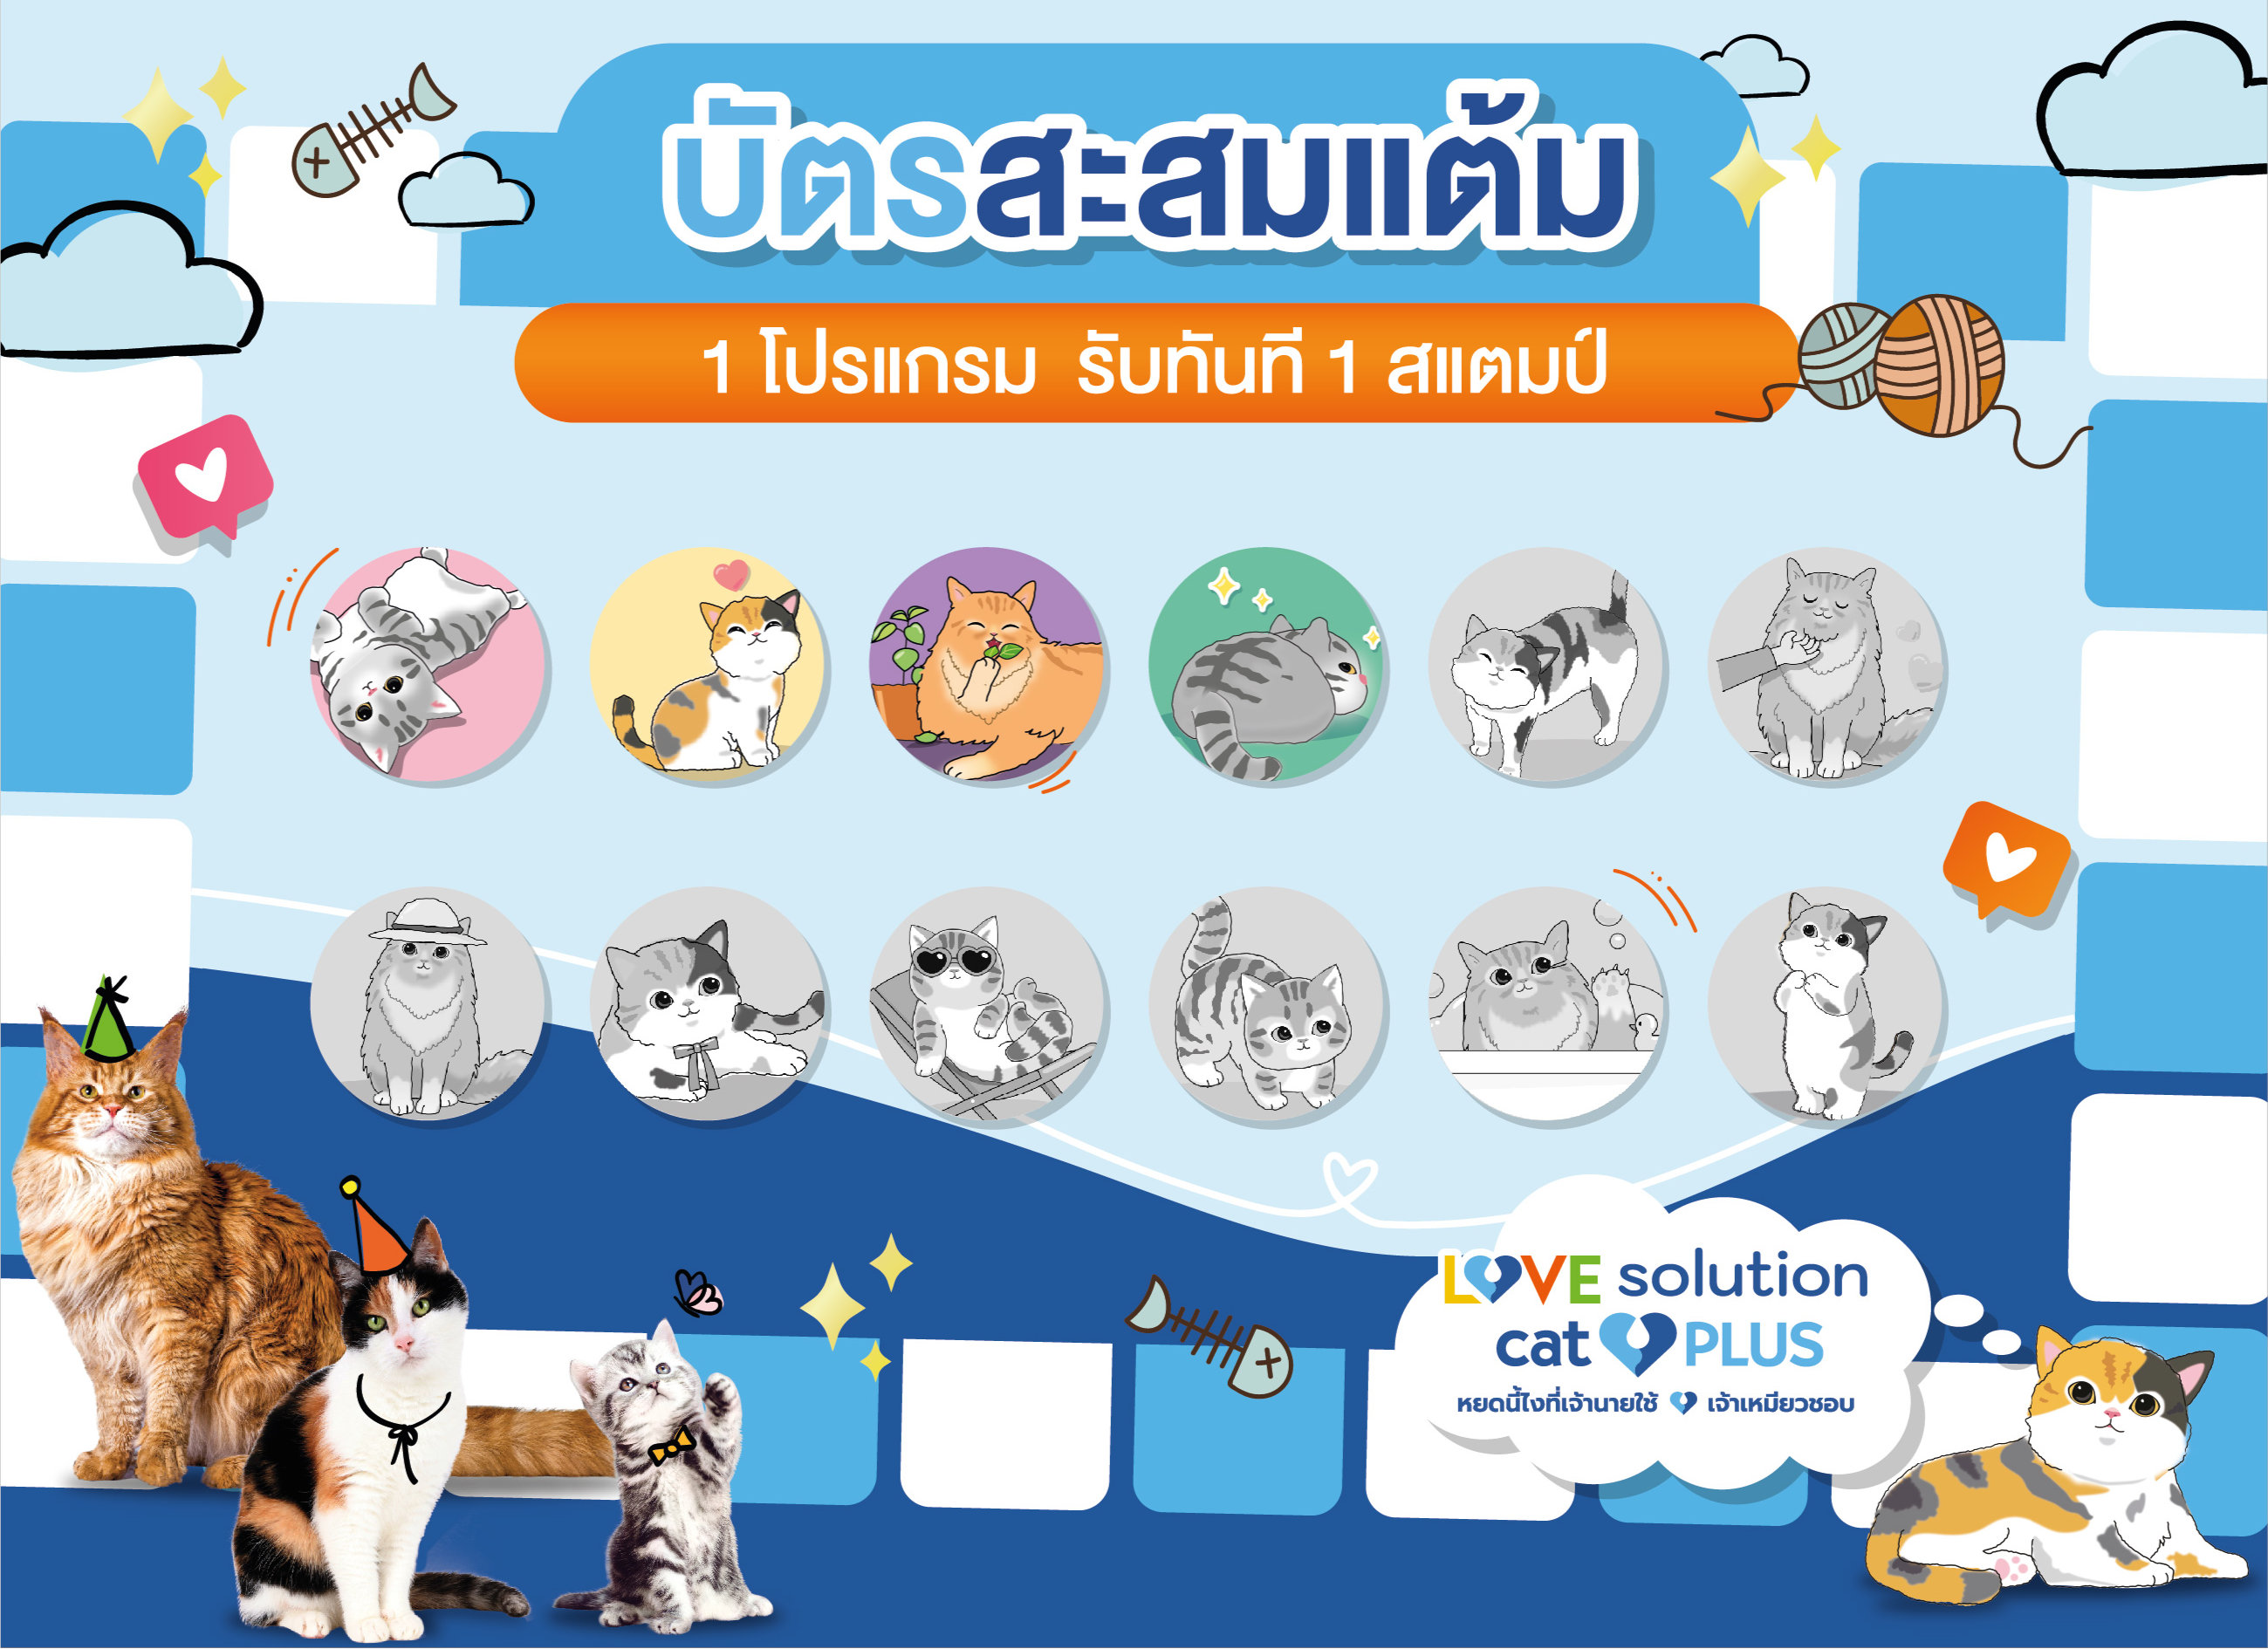 บัตรสะสมแต้ม
1 โปรแกรม รับทันที 1 สแตมป์
LOVE solution
cat PLUS
หยดนี้ไงที่เจ้านายใช้ เจ้าเหมียวชอบ